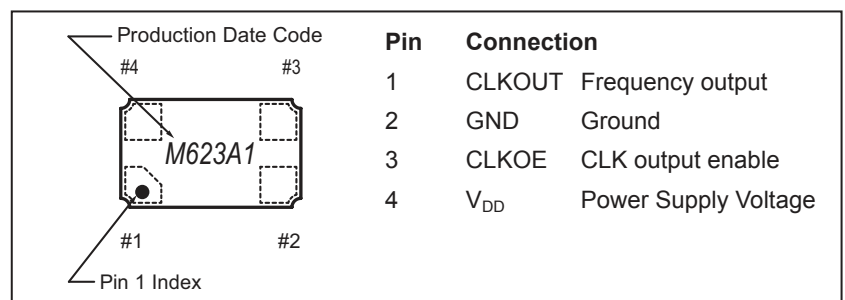 Production Date Code
#4 #3
M623A1
#1 #2
Pin 1 Index
Pin Connection
1 CLKOUT Frequency output
2 GND Ground
3 CLKOE CLK output enable
4 VDD Power Supply Voltage